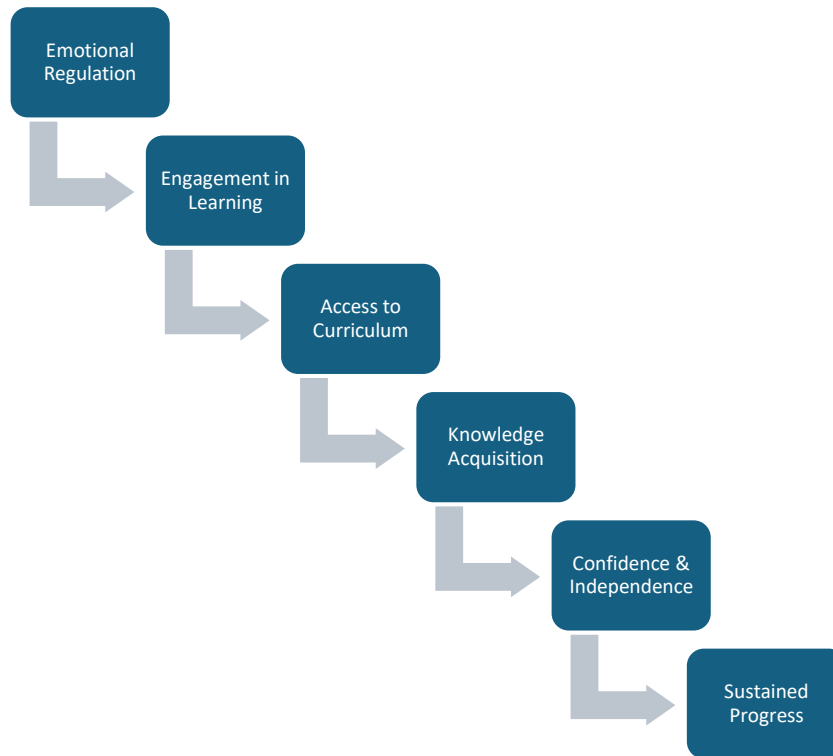 Emotional
Regulation
Engagement in
Learning
Access to
Curriculum
Knowledge
Acquisition
Confidence &
Independence
Sustained
Progress